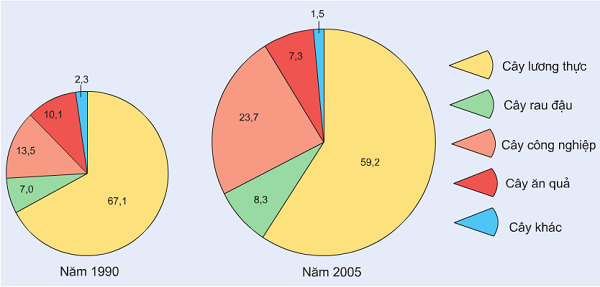 2,3
10,1
13,5
7,0
67,1
Năm 1990
1,5
7,3
23,7
8,3
59,2
Năm 2005
Cây lương thực
Cây rau đậu
Cây công nghiệp
Cây ăn quả
Cây khác